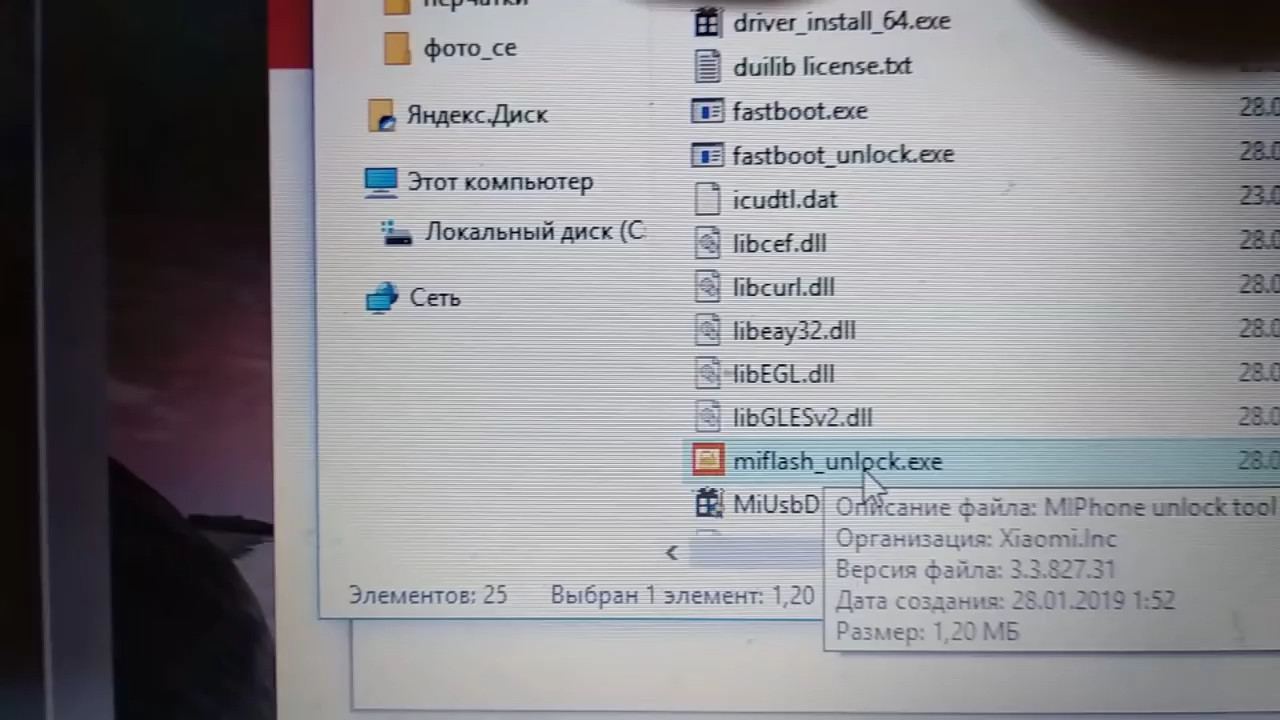 перчатки
фото_се
Яндекс.Диск
Этот компьютер
Локальный диск (C
Сеть
driver_install_64.exe
duilib license.txt
fastboot.exe 28.0
fastboot_unlock.exe 28.0
icudtl.dat 23.0
libcef.dll 28.0
libcurl.dll 28.0
libeay32.dll 28.0
libEGL.dll 28.0
libGLESv2.dll 28.0
miflash_unlock.exe 28.0
MiUsbD
Описание файла: MIPhone unlock tool
Организация: Xiaomi.Inc
Версия файла: 3.3.827.31
Дата создания: 28.01.2019 1:52
Размер: 1,20 МБ
Элементов: 25 Выбран 1 элемент: 1,20